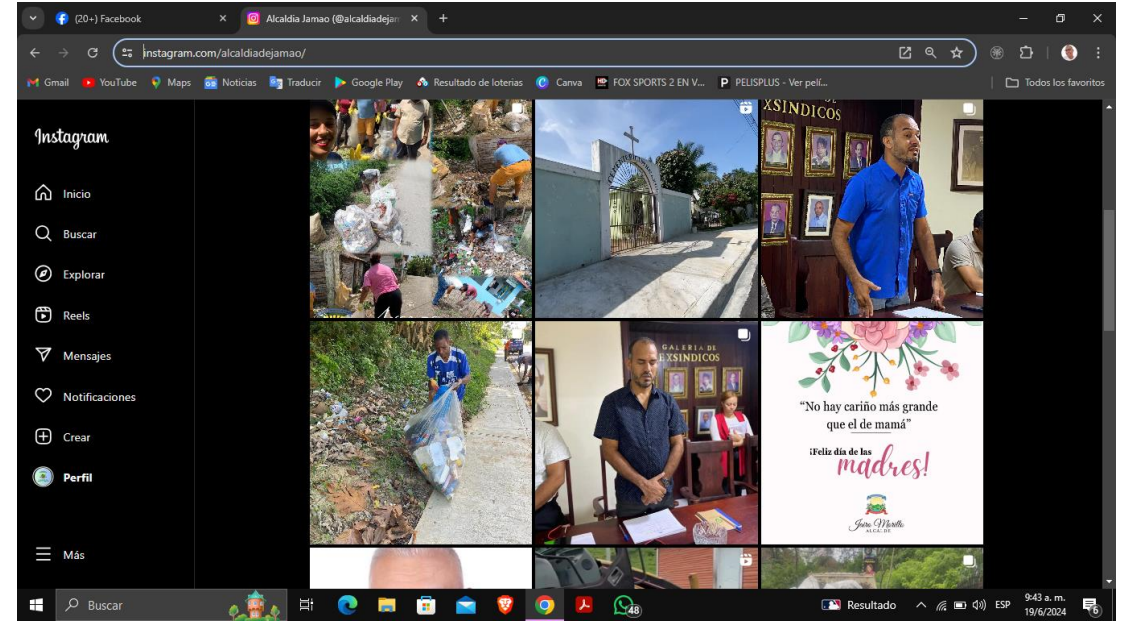 (20+) Facebook
Alcaldia Jamao (@alcaldiadejam
instagram.com/alcaldiadejamao/
Gmail
YouTube
Maps
Noticias
Traducir
Google Play
Resultado de loterias
Canva
FOX SPORTS 2 EN V...
PELISPLUS - Ver pelí...
Todos los favoritos
Instagram
Inicio
Buscar
Explorar
Reels
Mensajes
Notificaciones
Crear
Perfil
Más
XSINDICOS
GALERIA DE
EXSINDICOS
“No hay cariño más grande
que el de mamá”
¡Feliz día de las
madres!
ALCALDE
Buscar
48
Resultado
ESP
9:43 a. m.
19/6/2024
6